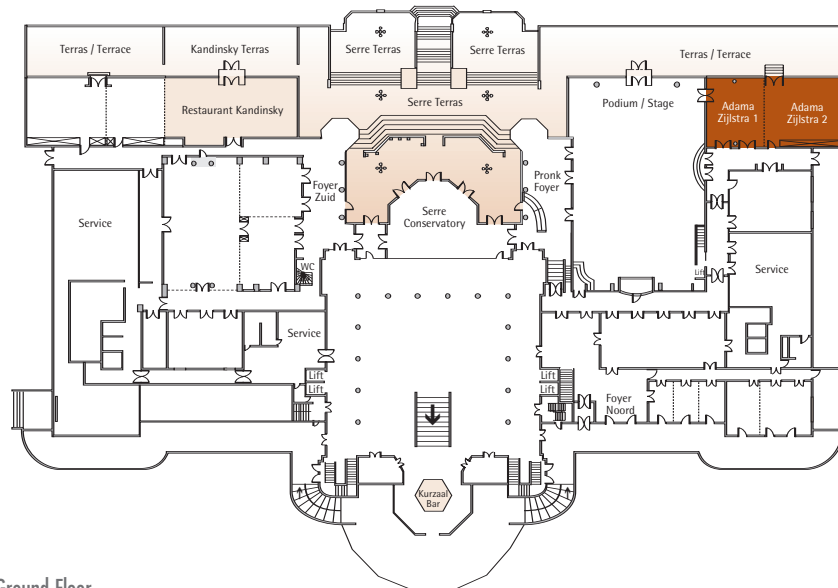 Terras / Terrace
Kandinsky Terras
Serre Terras
Serre Terras
Terras / Terrace
Restaurant Kandinsky
Serre Terras
Podium / Stage
Adama
Zijlstra 1
Adama
Zijlstra 2
Foyer
Zuid
Pronk
Foyer
Service
Serre
Conservatory
WC
Lift
Service
Service
Lift
Lift
Lift
Lift
Foyer
Noord
Kurzaal
Bar
Ground Floor